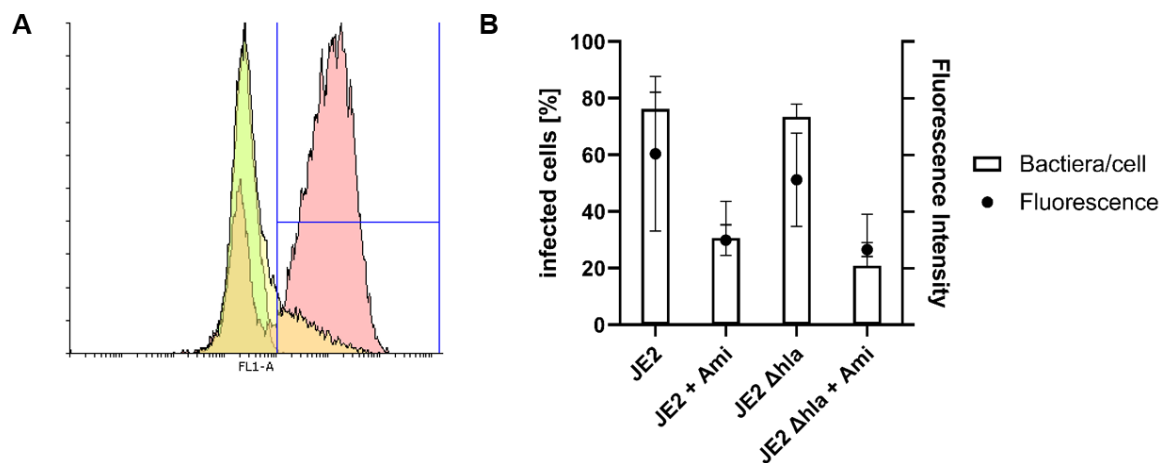 A
FL1-A
B
infected cells [%]
100
80
60
40
20
0
JE2
JE2 + Ami
JE2 Δhla
JE2 Δhla + Ami
Fluorescence Intensity
Bactiera/cell
Fluorescence